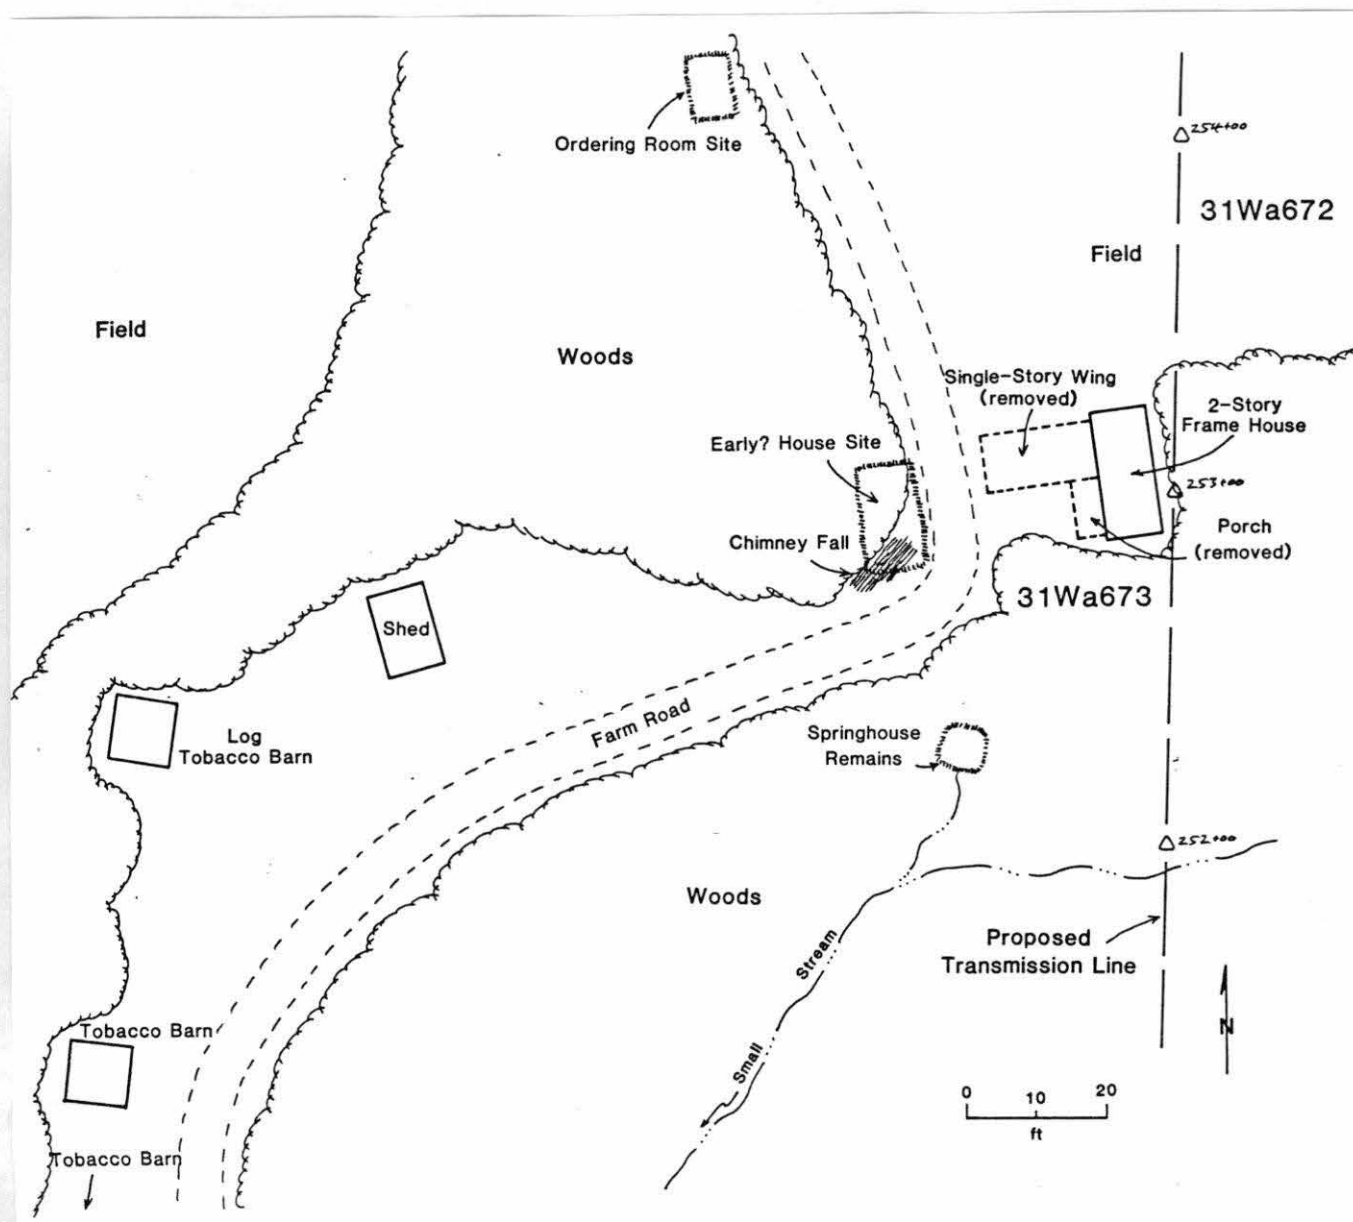 254+00
Ordering Room Site
31Wa672
Field
Field
Woods
Single-Story Wing
(removed)
2-Story
Frame House
Early? House Site
253+00
Porch
(removed)
Chimney Fall
31Wa673
Shed
Farm Road
Log
Tobacco Barn
Springhouse
Remains
252+00
Woods
Proposed
Transmission Line
Small Stream
N
Tobacco Barn
0 10 20
ft
Tobacco Barn